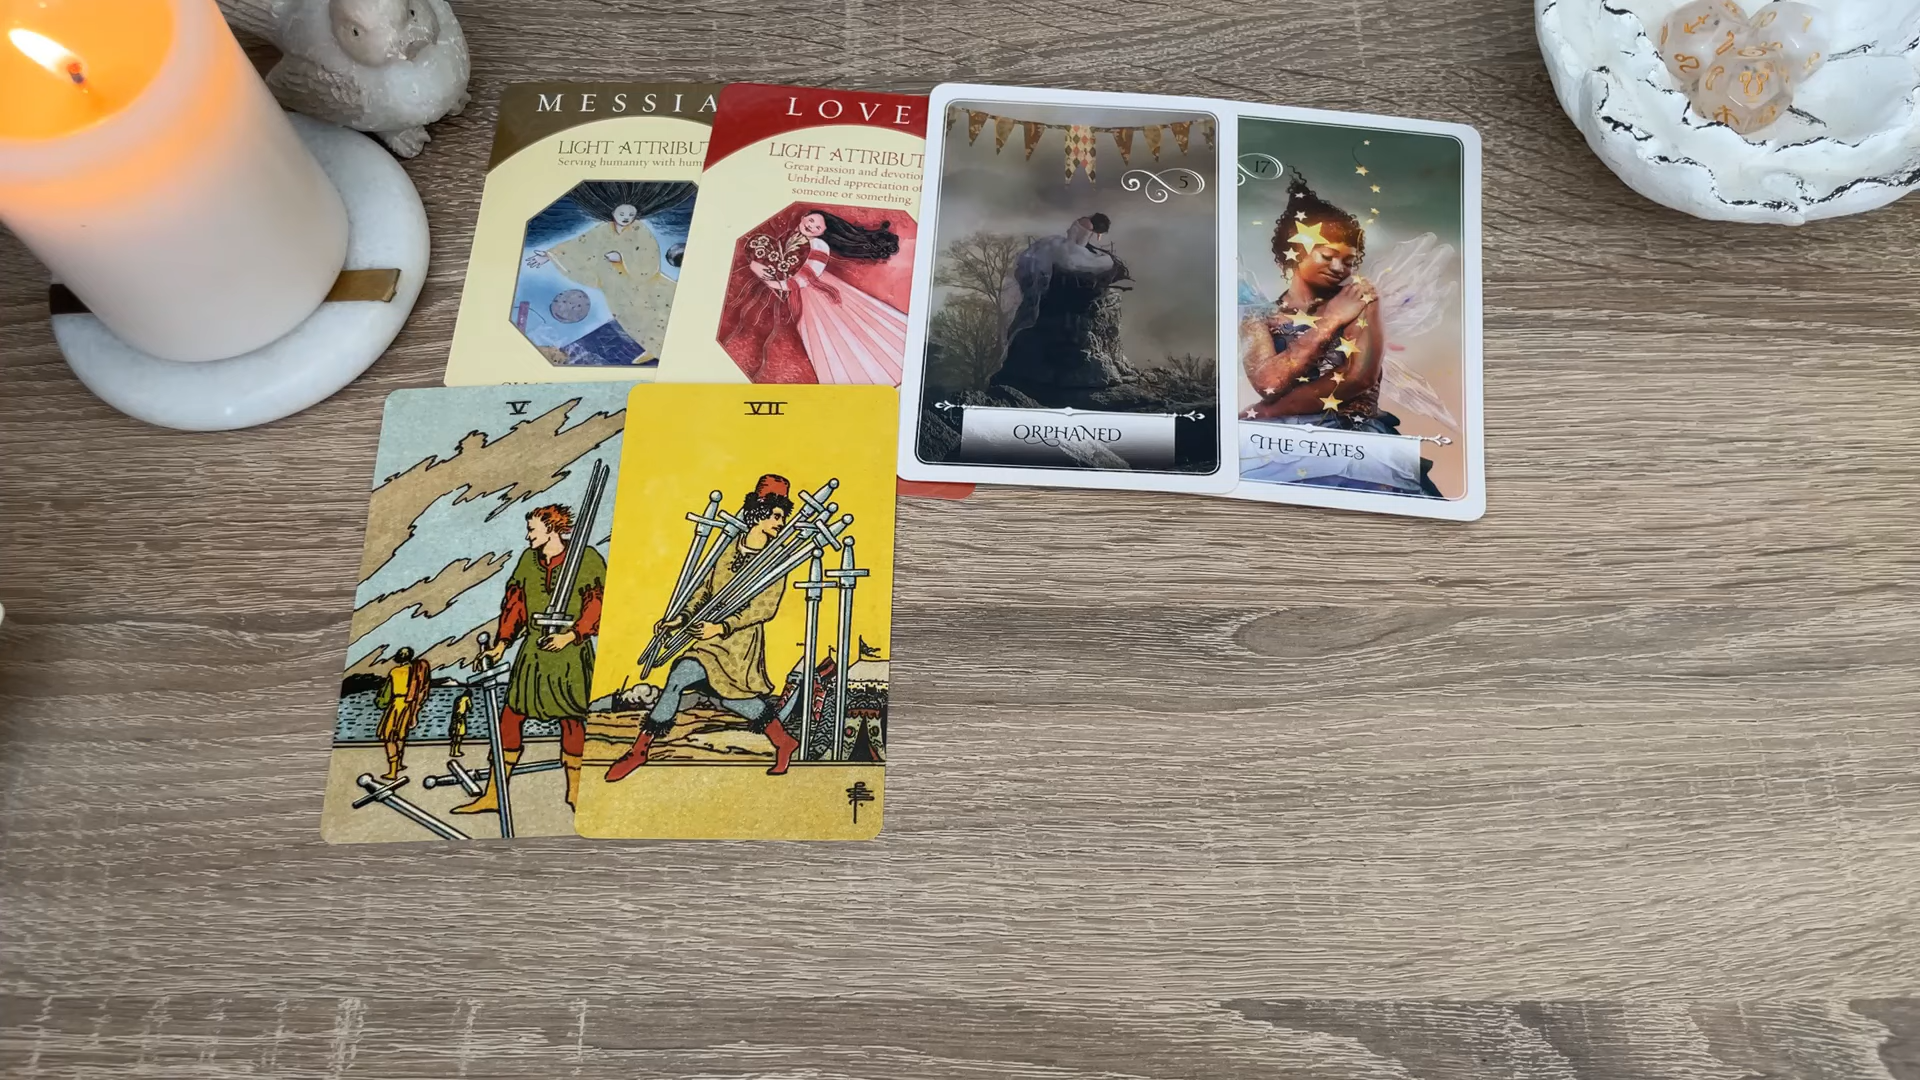 MESSIA
LIGHT ATTRIBUT
Serving humanity with hum
LOVE
LIGHT ATTRIBUT
Great passion and devotion
Unbridled appreciation of
someone or something.
5
ORPHANED
17
THE FATES
V
VII